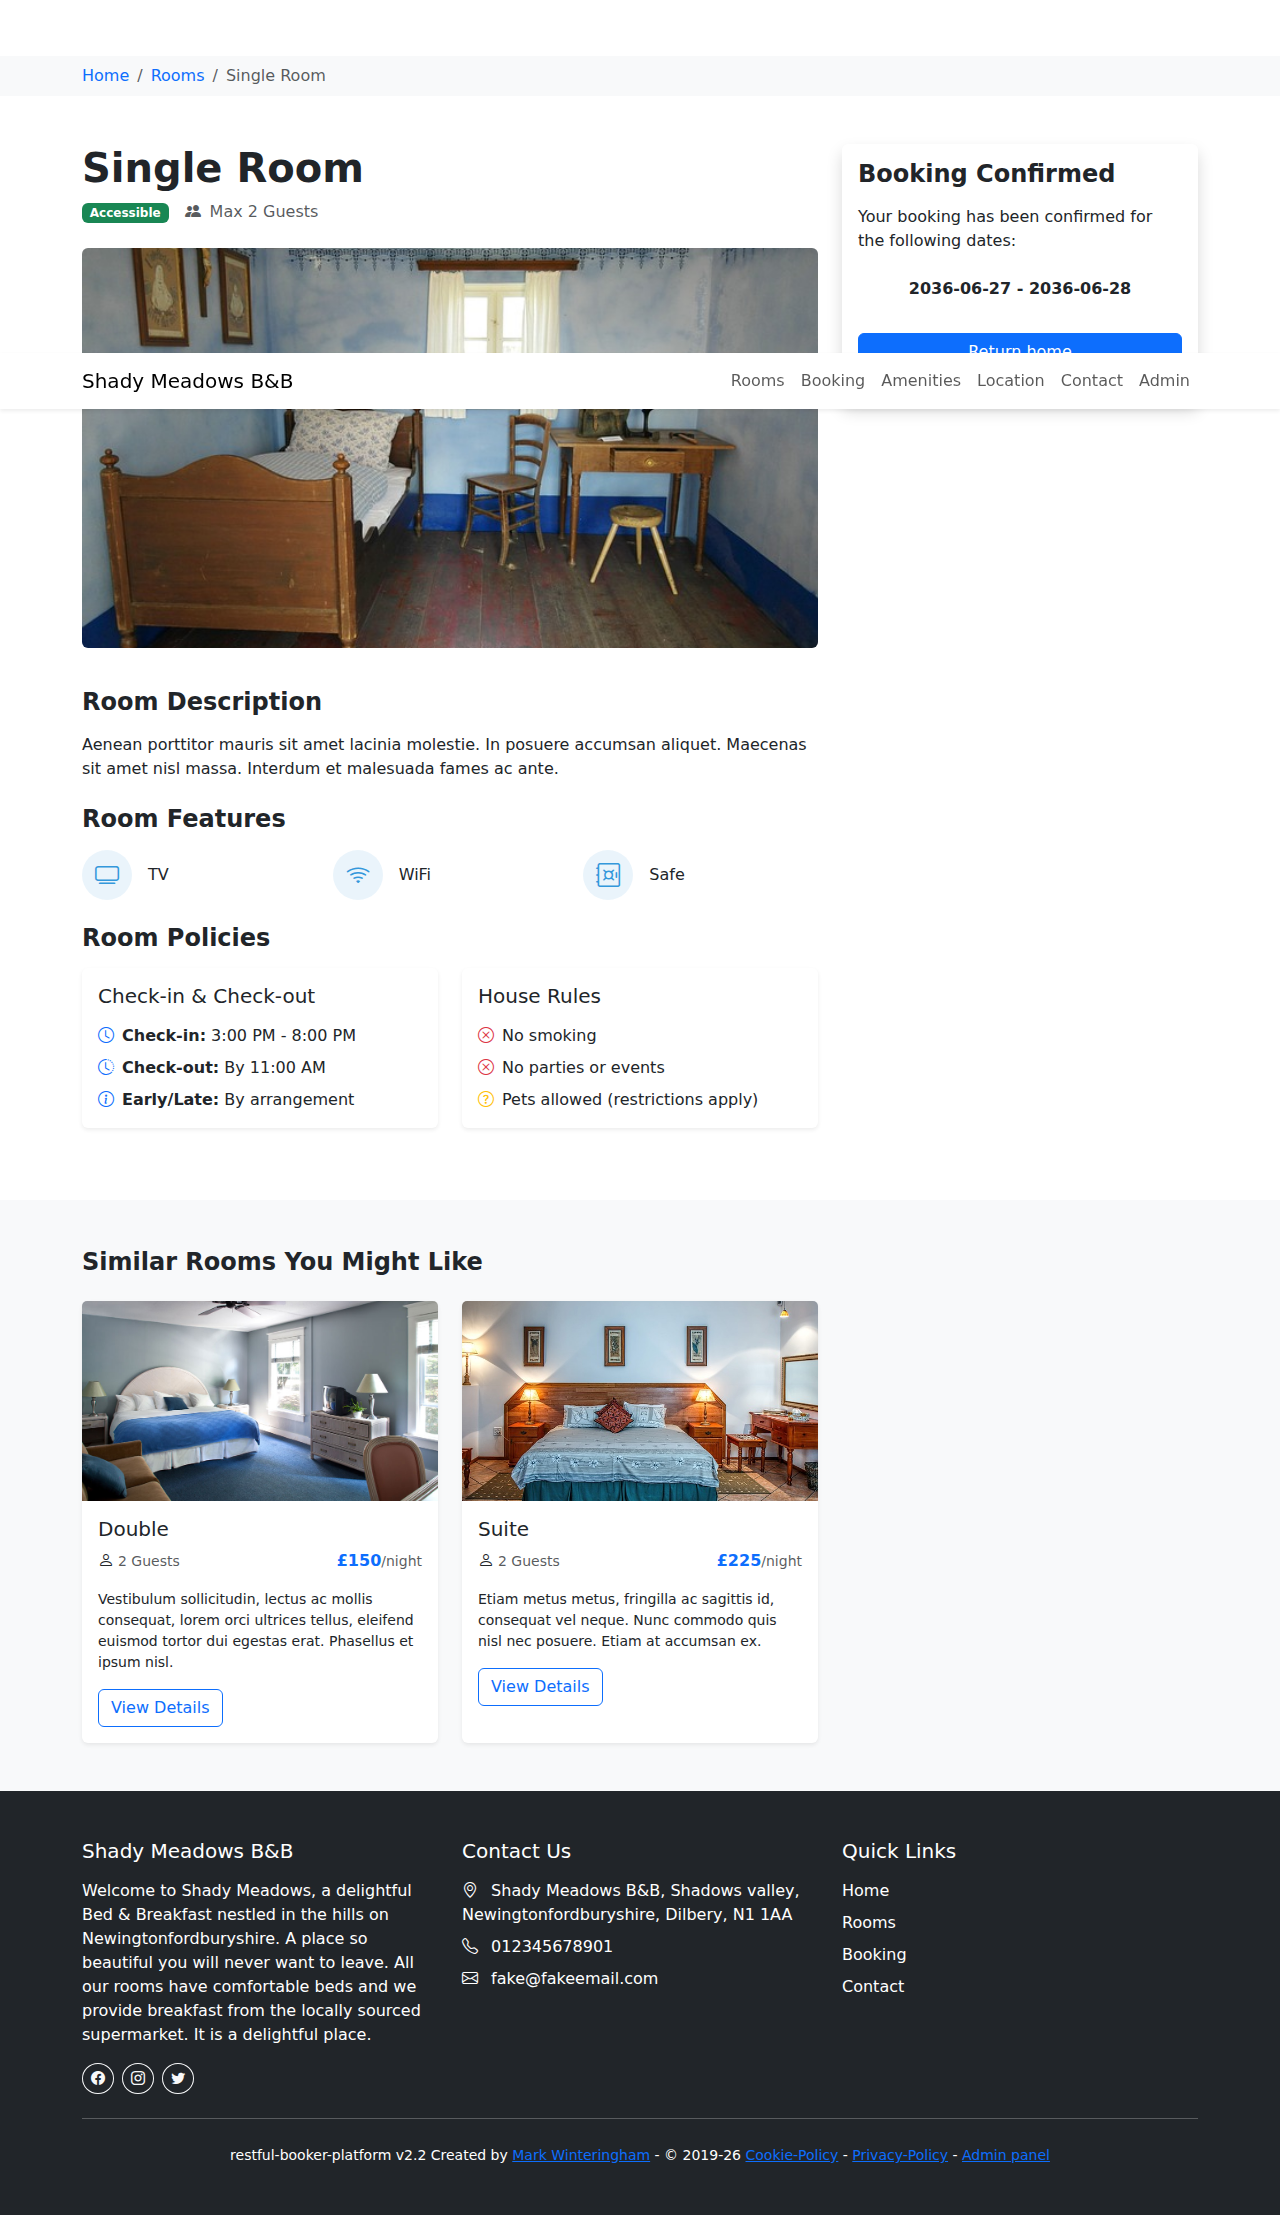 Home / Rooms / Single Room
Single Room
Accessible Max 2 Guests
Booking Confirmed
Your booking has been confirmed for
the following dates:
2036-06-27 - 2036-06-28
Return home
Shady Meadows B&B
Rooms Booking Amenities Location Contact Admin
Room Description
Aenean porttitor mauris sit amet lacinia molestie. In posuere accumsan aliquet. Maecenas
sit amet nisl massa. Interdum et malesuada fames ac ante.
Room Features
TV WiFi Safe
Room Policies
Check-in & Check-out
Check-in: 3:00 PM - 8:00 PM
Check-out: By 11:00 AM
Early/Late: By arrangement
House Rules
No smoking
No parties or events
Pets allowed (restrictions apply)
Similar Rooms You Might Like
Double
2 Guests £150/night
Vestibulum sollicitudin, lectus ac mollis
consequat, lorem orci ultrices tellus, eleifend
euismod tortor dui egestas erat. Phasellus et
ipsum nisl.
View Details
Suite
2 Guests £225/night
Etiam metus metus, fringilla ac sagittis id,
consequat vel neque. Nunc commodo quis
nisl nec posuere. Etiam at accumsan ex.
View Details
Shady Meadows B&B
Welcome to Shady Meadows, a delightful
Bed & Breakfast nestled in the hills on
Newingtonfordburyshire. A place so
beautiful you will never want to leave. All
our rooms have comfortable beds and we
provide breakfast from the locally sourced
supermarket. It is a delightful place.
Contact Us
Shady Meadows B&B, Shadows valley,
Newingtonfordburyshire, Dilbery, N1 1AA
012345678901
fake@fakeemail.com
Quick Links
Home
Rooms
Booking
Contact
restful-booker-platform v2.2 Created by Mark Winteringham - © 2019-26 Cookie-Policy - Privacy-Policy - Admin panel